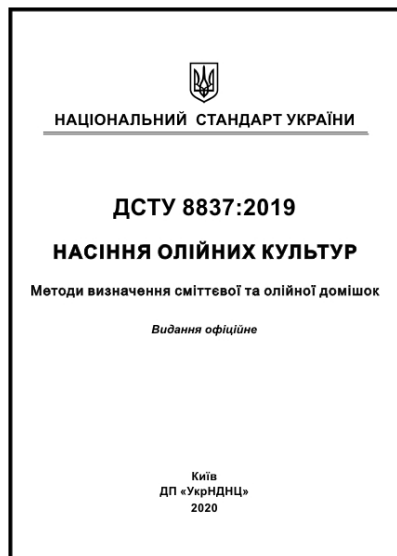 НАЦІОНАЛЬНИЙ СТАНДАРТ УКРАЇНИ
ДСТУ 8837:2019
НАСІННЯ ОЛІЙНИХ КУЛЬТУР
Методи визначення сміттєвої та олійної домішок
Видання офіційне
Київ
ДП «УкрНДНЦ»
2020